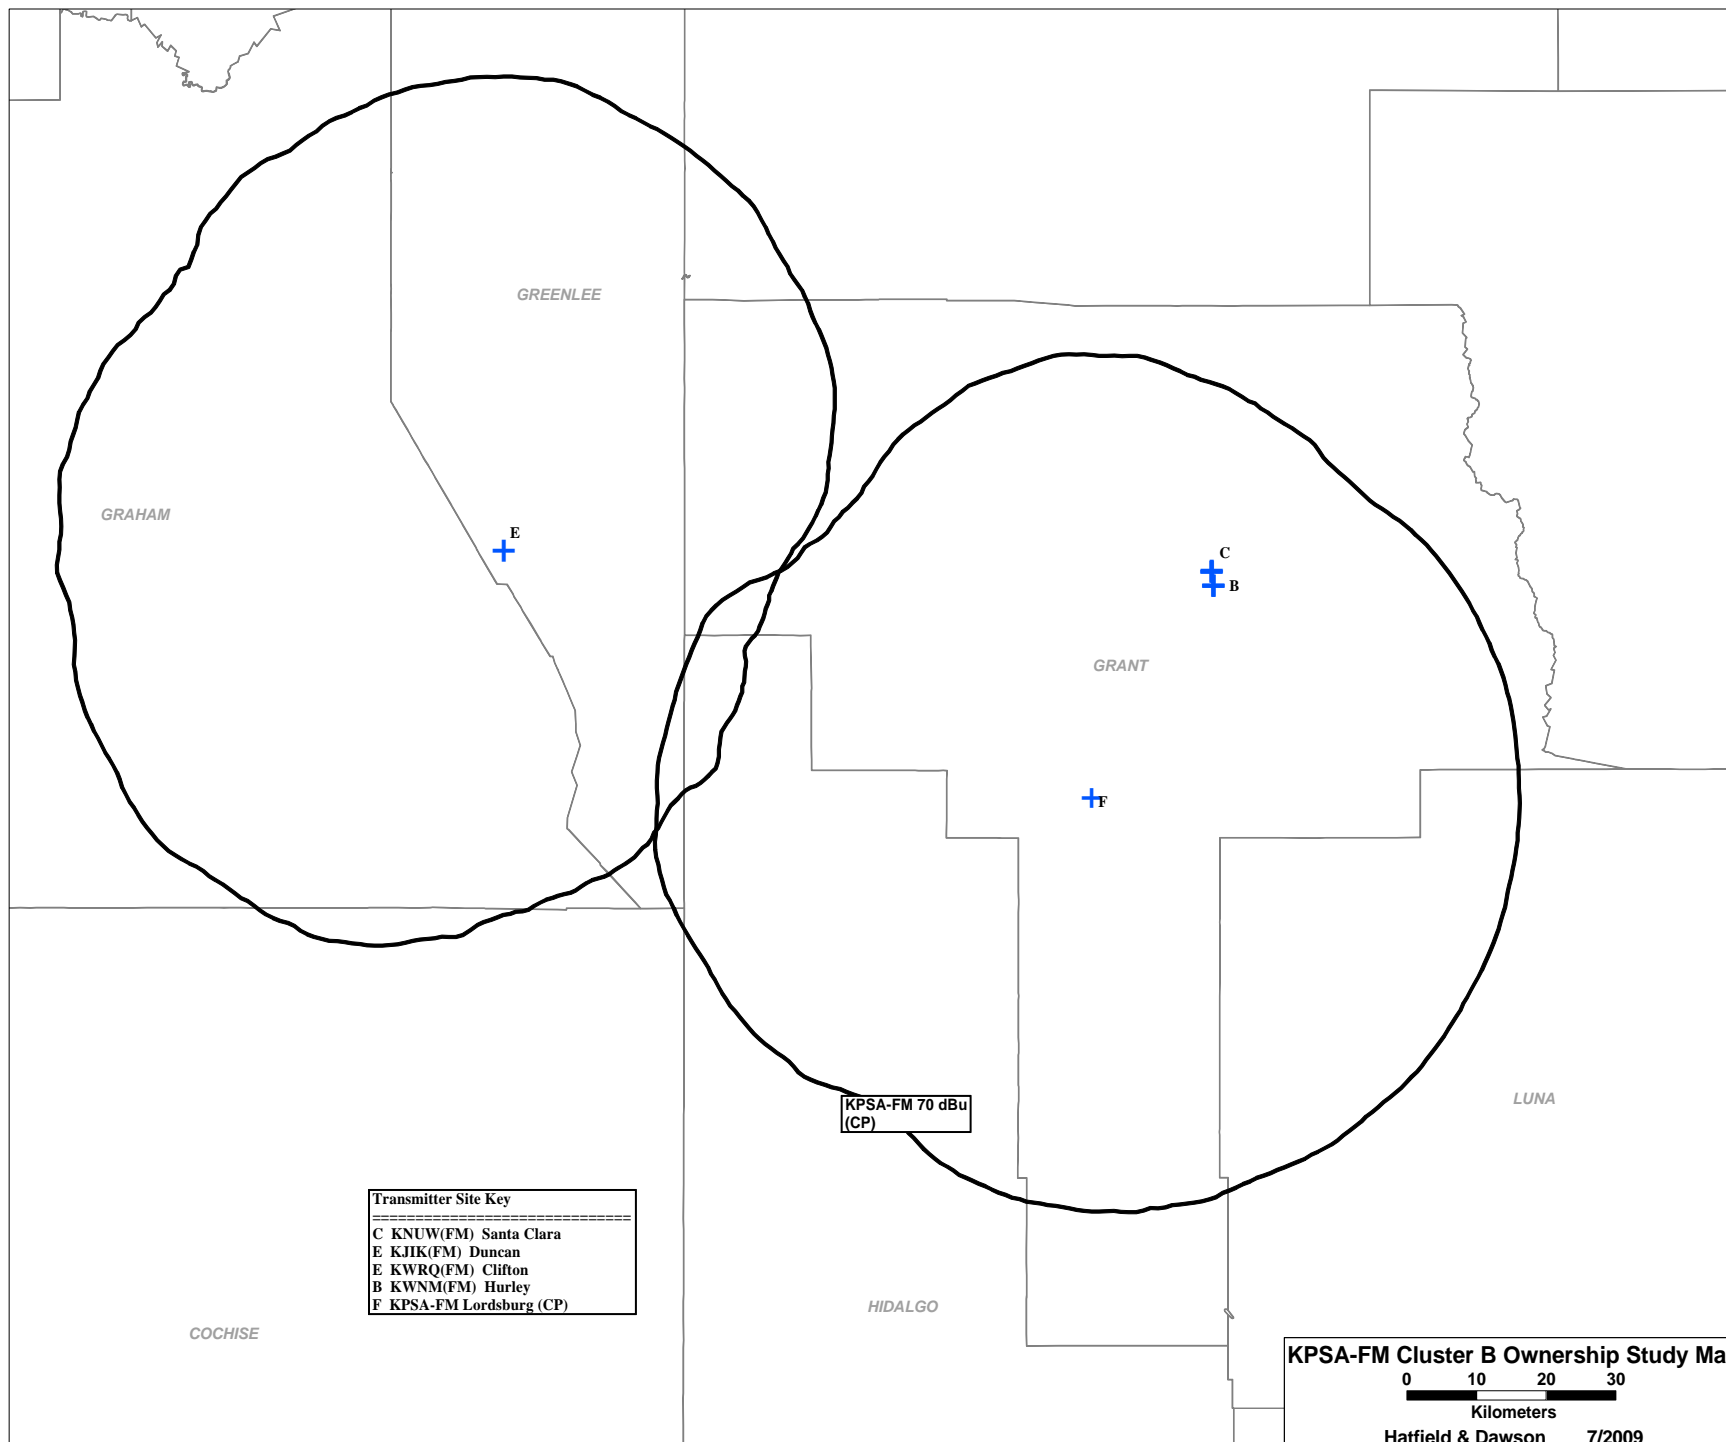 GREENLEE
GRAHAM
E
C
B
GRANT
F
KPSA-FM 70 dBu
(CP)
LUNA
Transmitter Site Key
==============================
C KNUW(FM) Santa Clara
E KJIK(FM) Duncan
E KWRQ(FM) Clifton
B KWNM(FM) Hurley
F KPSA-FM Lordsburg (CP)
HIDALGO
COCHISE
KPSA-FM Cluster B Ownership Study Ma
0 10 20 30
Kilometers
Hatfield & Dawson 7/2009